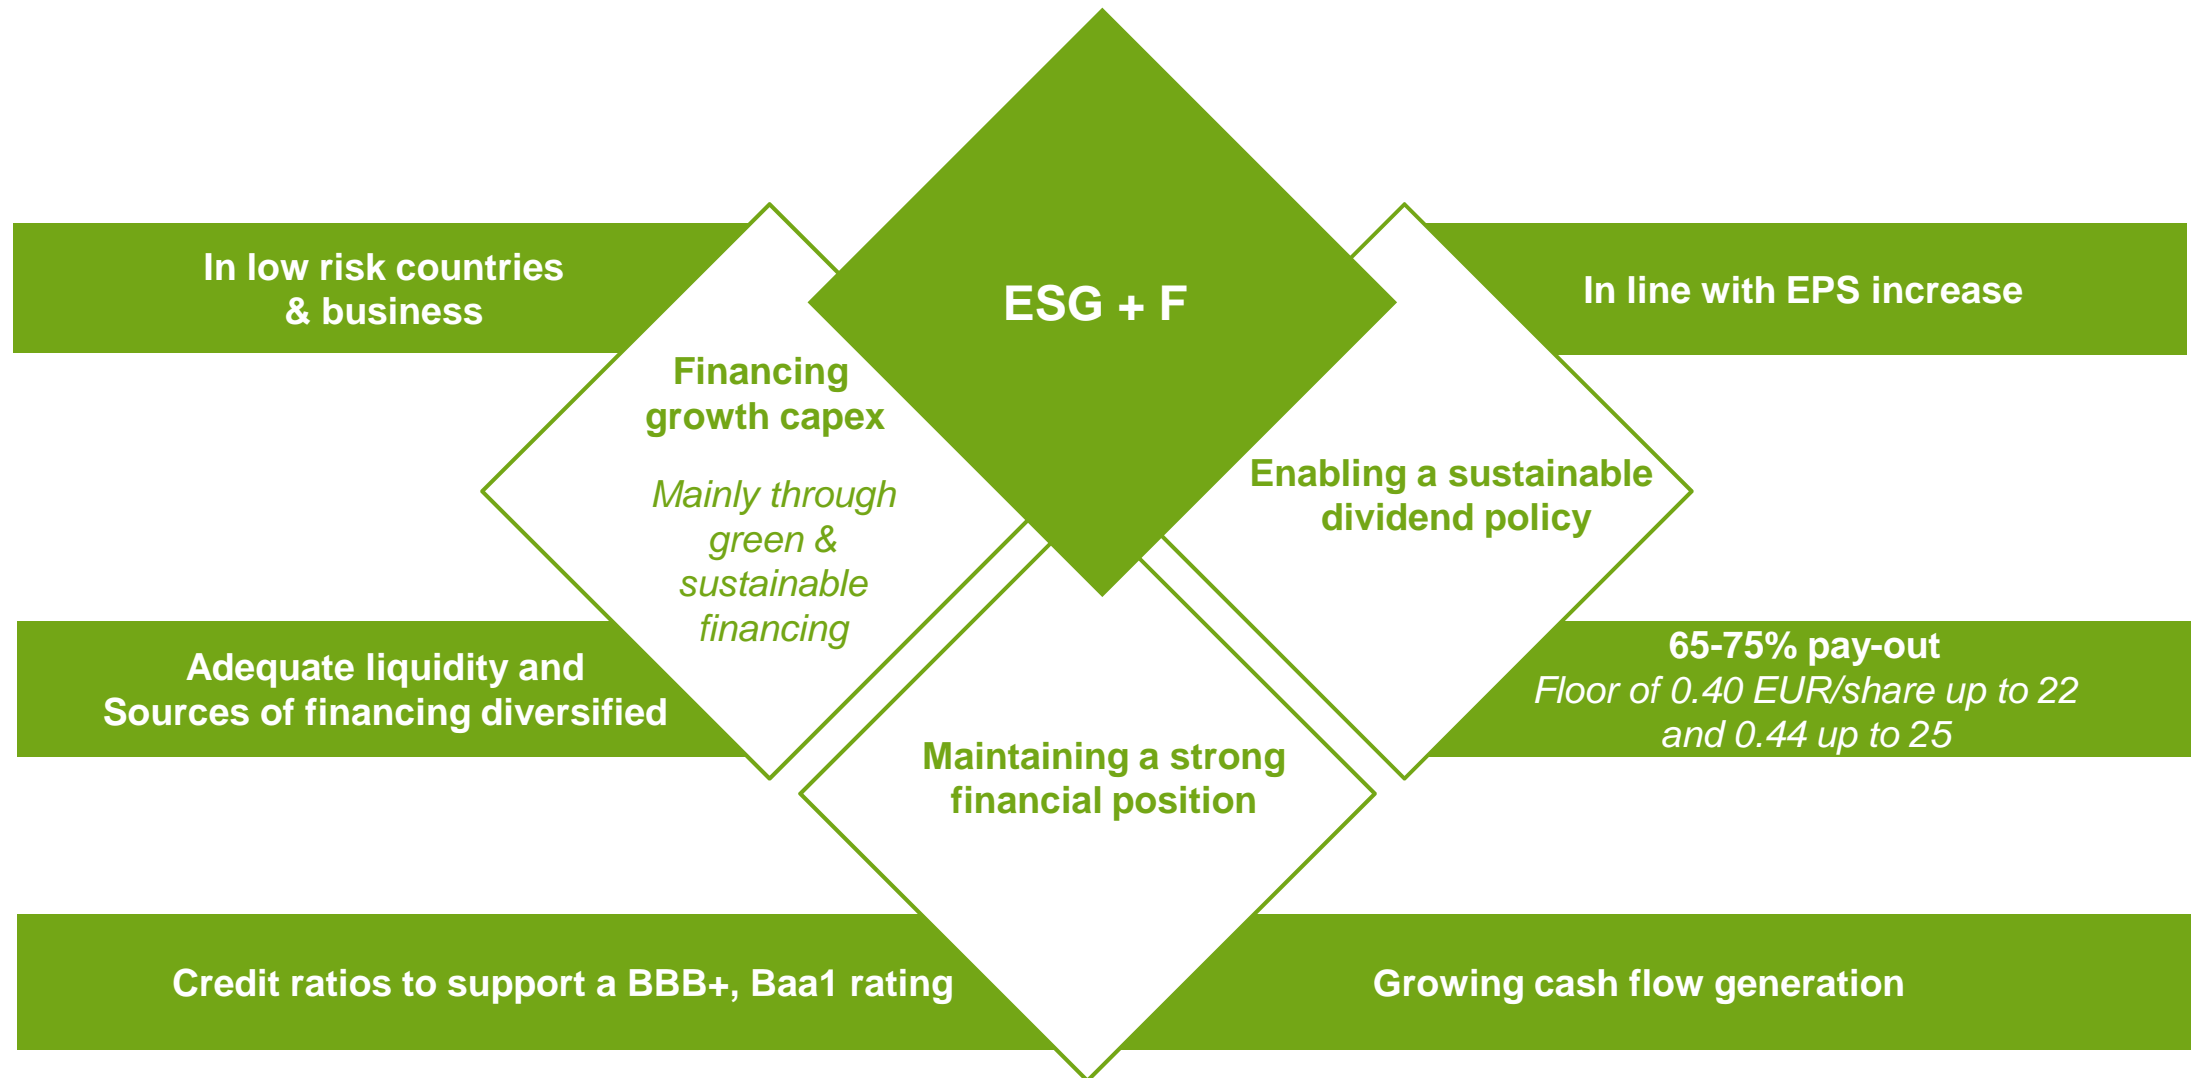 ESG + F
In low risk countries
& business
Financing
growth capex
Mainly through
green &
sustainable
financing
Adequate liquidity and
Sources of financing diversified
In line with EPS increase
Enabling a sustainable
dividend policy
65-75% pay-out
Floor of 0.40 EUR/share up to 22
and 0.44 up to 25
Maintaining a strong
financial position
Credit ratios to support a BBB+, Baa1 rating
Growing cash flow generation